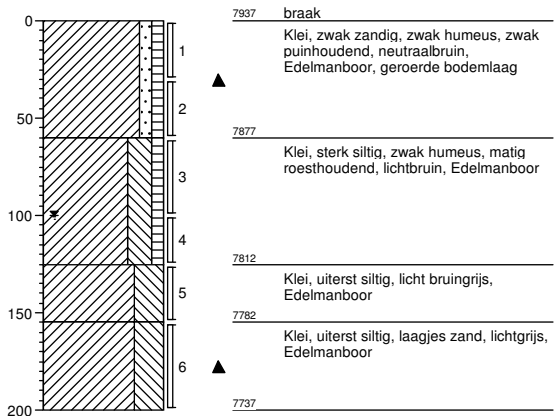 7937 braak
0
Klei, zwak zandig, zwak humeus, zwak
puinhoudend, neutraalbruin,
Edelmanboor, geroerde bodemlaag
1
2
50
7877
Klei, sterk siltig, zwak humeus, matig
roesthoudend, lichtbruin, Edelmanboor
3
100
4
7812
Klei, uiterst siltig, licht bruingrijs,
Edelmanboor
5
150
7782
Klei, uiterst siltig, laagjes zand, lichtgrijs,
Edelmanboor
6
200
7737